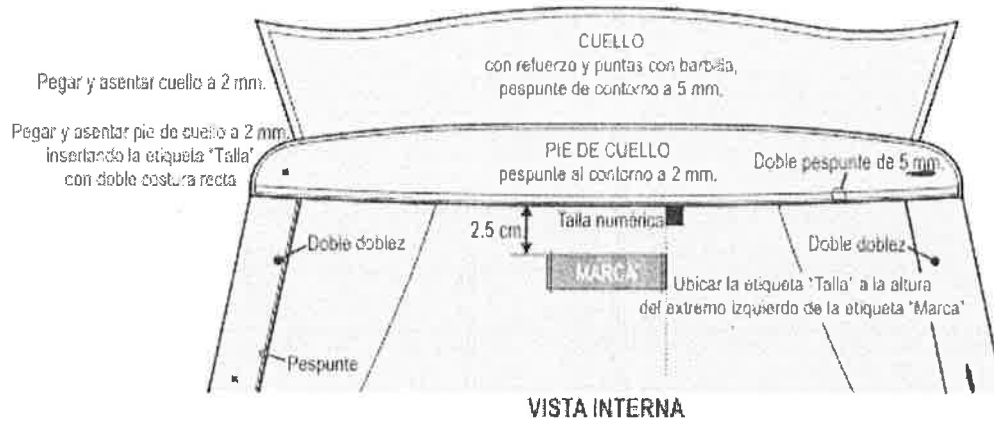 CUELLO
con refuerzo y puntas con barbilla,
pespunte de contorno a 5 mm.
Pegar y asentar cuello a 2 mm.
Pegar y asentar pie de cuello a 2 mm.
insertando la etiqueta "Talla"
con doble costura recta
PIE DE CUELLO
pespunte al contorno a 2 mm.
Doble pespunte de 5 mm.
2.5 cm.
Talla numérica
Doble doblez
MARCA
Doble doblez
Ubicar la etiqueta "Talla" a la altura
del extremo izquierdo de la etiqueta "Marca"
Pespunte
VISTA INTERNA